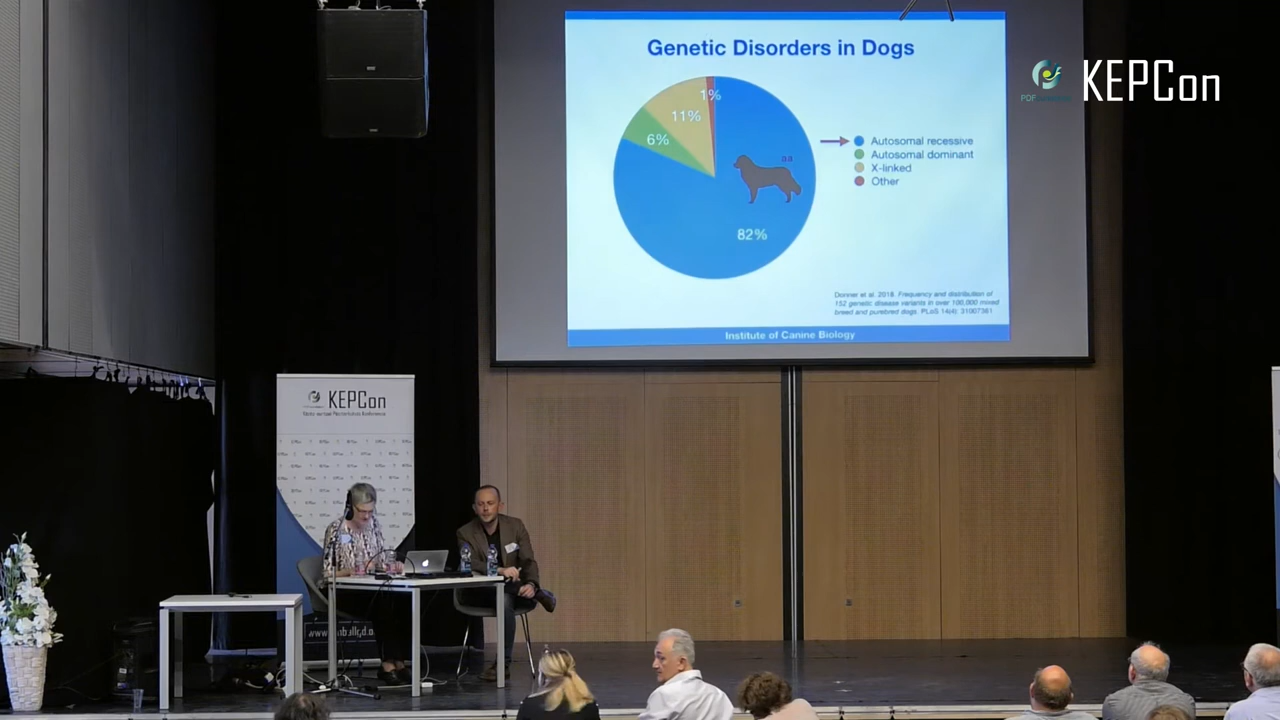 Genetic Disorders in Dogs
1%
11%
6%
82%
Autosomal recessive
Autosomal dominant
X-linked
Other
Donner et al. 2018 Frequency and distribution of
152 genetic disease variants in over 100,000 mixed
breed and purebred dogs. PLoS 14(4): 31007361
Institute of Canine Biology
KEPCon
KEPCon